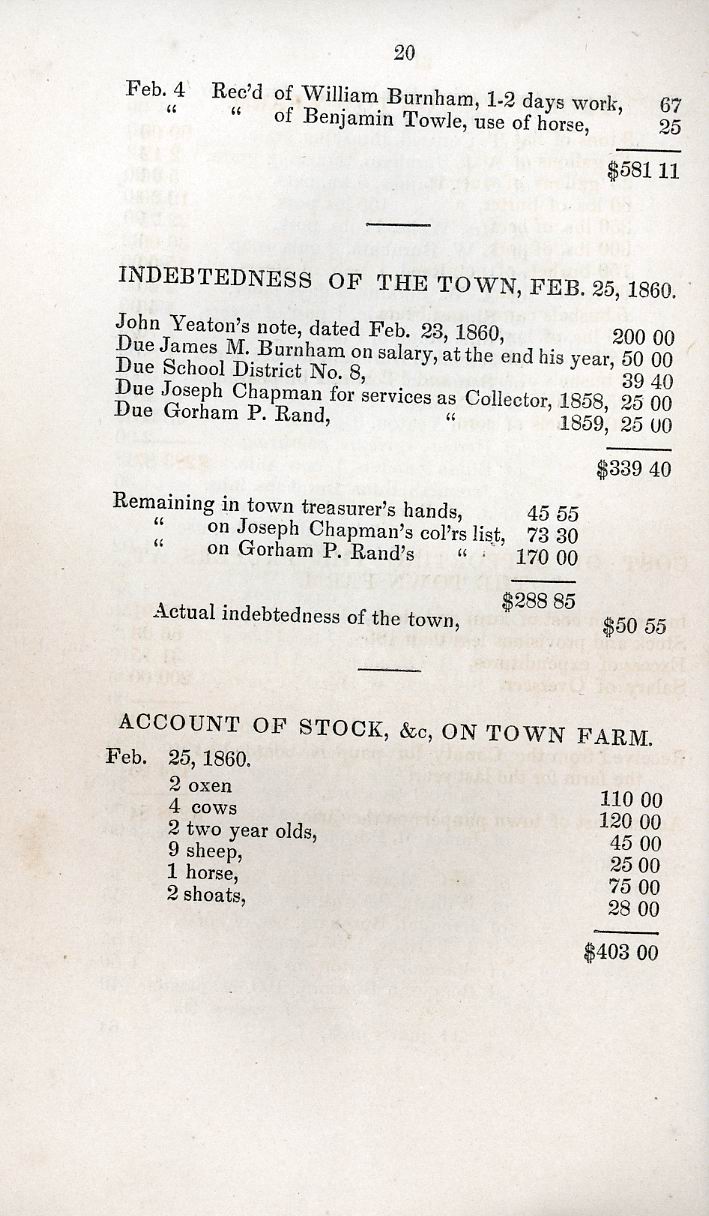 20
Feb. 4 Rec'd of William Burnham, 1-2 days work, 67
“ “ of Benjamin Towle, use of horse, 25
$581 11
INDEBTEDNESS OF THE TOWN, FEB. 25, 1860.
John Yeaton's note, dated Feb. 23, 1860, 200 00
Due James M. Burnham on salary, at the end his year, 50 00
Due School District No. 8, 39 40
Due Joseph Chapman for services as Collector, 1858, 25 00
Due Gorham P. Rand, “ 1859, 25 00
$339 40
Remaining in town treasurer's hands, 45 55
“ on Joseph Chapman's col'rs list, 73 30
“ on Gorham P. Rand's “ 170 00
$288 85
Actual indebtedness of the town, $50 55
ACCOUNT OF STOCK, &c, ON TOWN FARM.
Feb. 25, 1860.
2 oxen 110 00
4 cows 120 00
2 two year olds, 45 00
9 sheep, 25 00
1 horse, 75 00
2 shoats, 28 00
$403 00